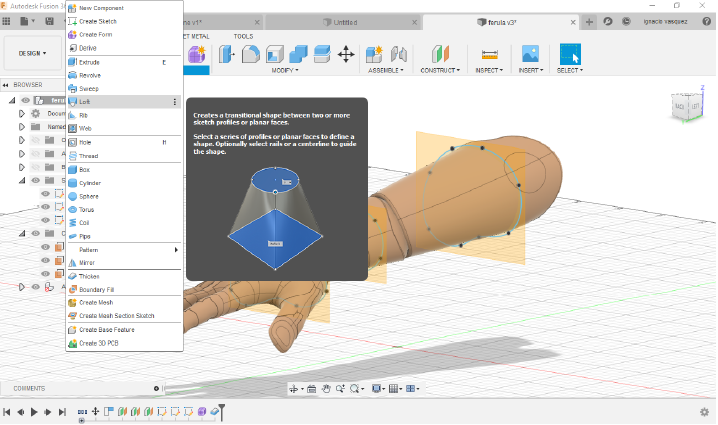 Autodesk Fusion 36
na v1*
Untitled
ferula v3*
ignacio vasquez
ET METAL
TOOLS
DESIGN
MODIFY
ASSEMBLE
CONSTRUCT
INSPECT
INSERT
SELECT
BROWSER
ferul
Docum
Named
O
B
S
C
A
New Component
Create Sketch
Create Form
Derive
Extrude E
Revolve
Sweep
Loft
Rib
Web
Hole H
Thread
Box
Cylinder
Sphere
Torus
Coil
Pipe
Pattern
Mirror
Thicken
Boundary Fill
Create Mesh
Create Mesh Section Sketch
Create Base Feature
Create 3D PCB
Creates a transitional shape between two or more
sketch profiles or planar faces.
Select a series of profiles or planar faces to define a
shape. Optionally select rails or a centerline to guide
the shape.
Z
COMMENTS